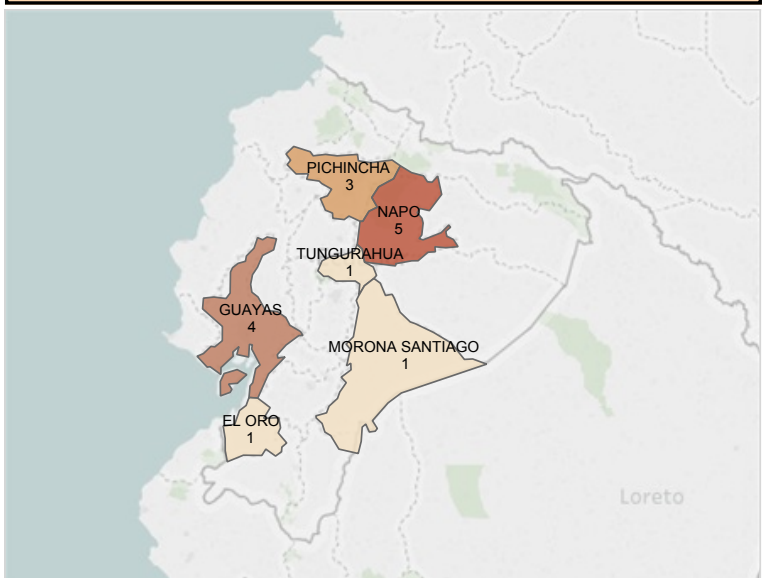 PICHINCHA
3
NAPO
5
TUNGURAHUA
1
GUAYAS
4
MORONA SANTIAGO
1
EL ORO
1
Loreto